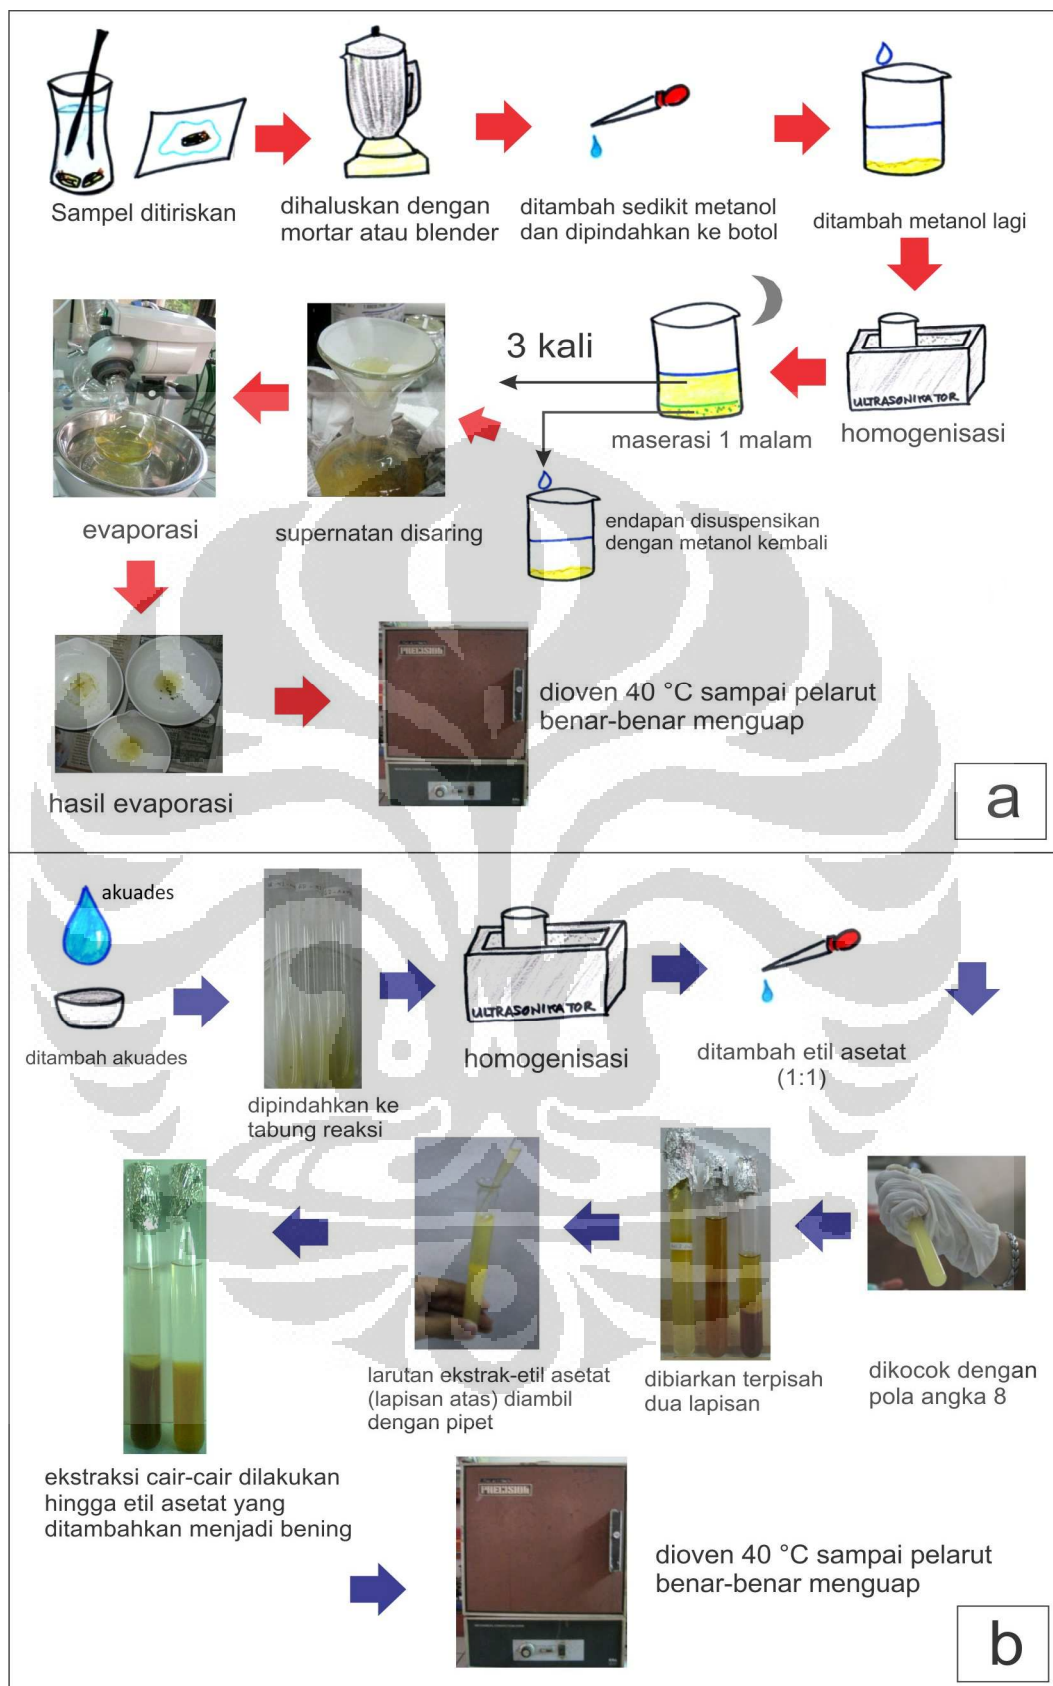 Sampel ditiriskan
dihaluskan dengan
mortar atau blender
ditambah sedikit metanol
dan dipindahkan ke botol
ditambah metanol lagi
ULTRASONIKATOR
homogenisasi
maserasi 1 malam
3 kali
endapan disuspensikan
dengan metanol kembali
supernatan disaring
evaporasi
hasil evaporasi
PRECISION
dioven 40 °C sampai pelarut
benar-benar menguap
a
akuades
ditambah akuades
dipindahkan ke
tabung reaksi
ULTRASONIKATOR
homogenisasi
ditambah etil asetat
(1:1)
dikocok dengan
pola angka 8
dibiarkan terpisah
dua lapisan
larutan ekstrak-etil asetat
(lapisan atas) diambil
dengan pipet
ekstraksi cair-cair dilakukan
hingga etil asetat yang
ditambahkan menjadi bening
PRECISION
dioven 40 °C sampai pelarut
benar-benar menguap
b